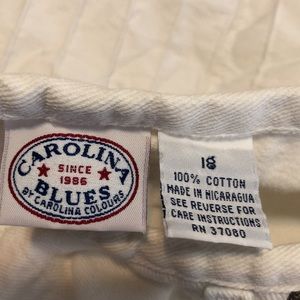 CAROLINA
SINCE
1986
BLUES
BY CAROLINA COLOURS
18
100% COTTON
MADE IN NICARAGUA
SEE REVERSE FOR
CARE INSTRUCTIONS
RN 37080